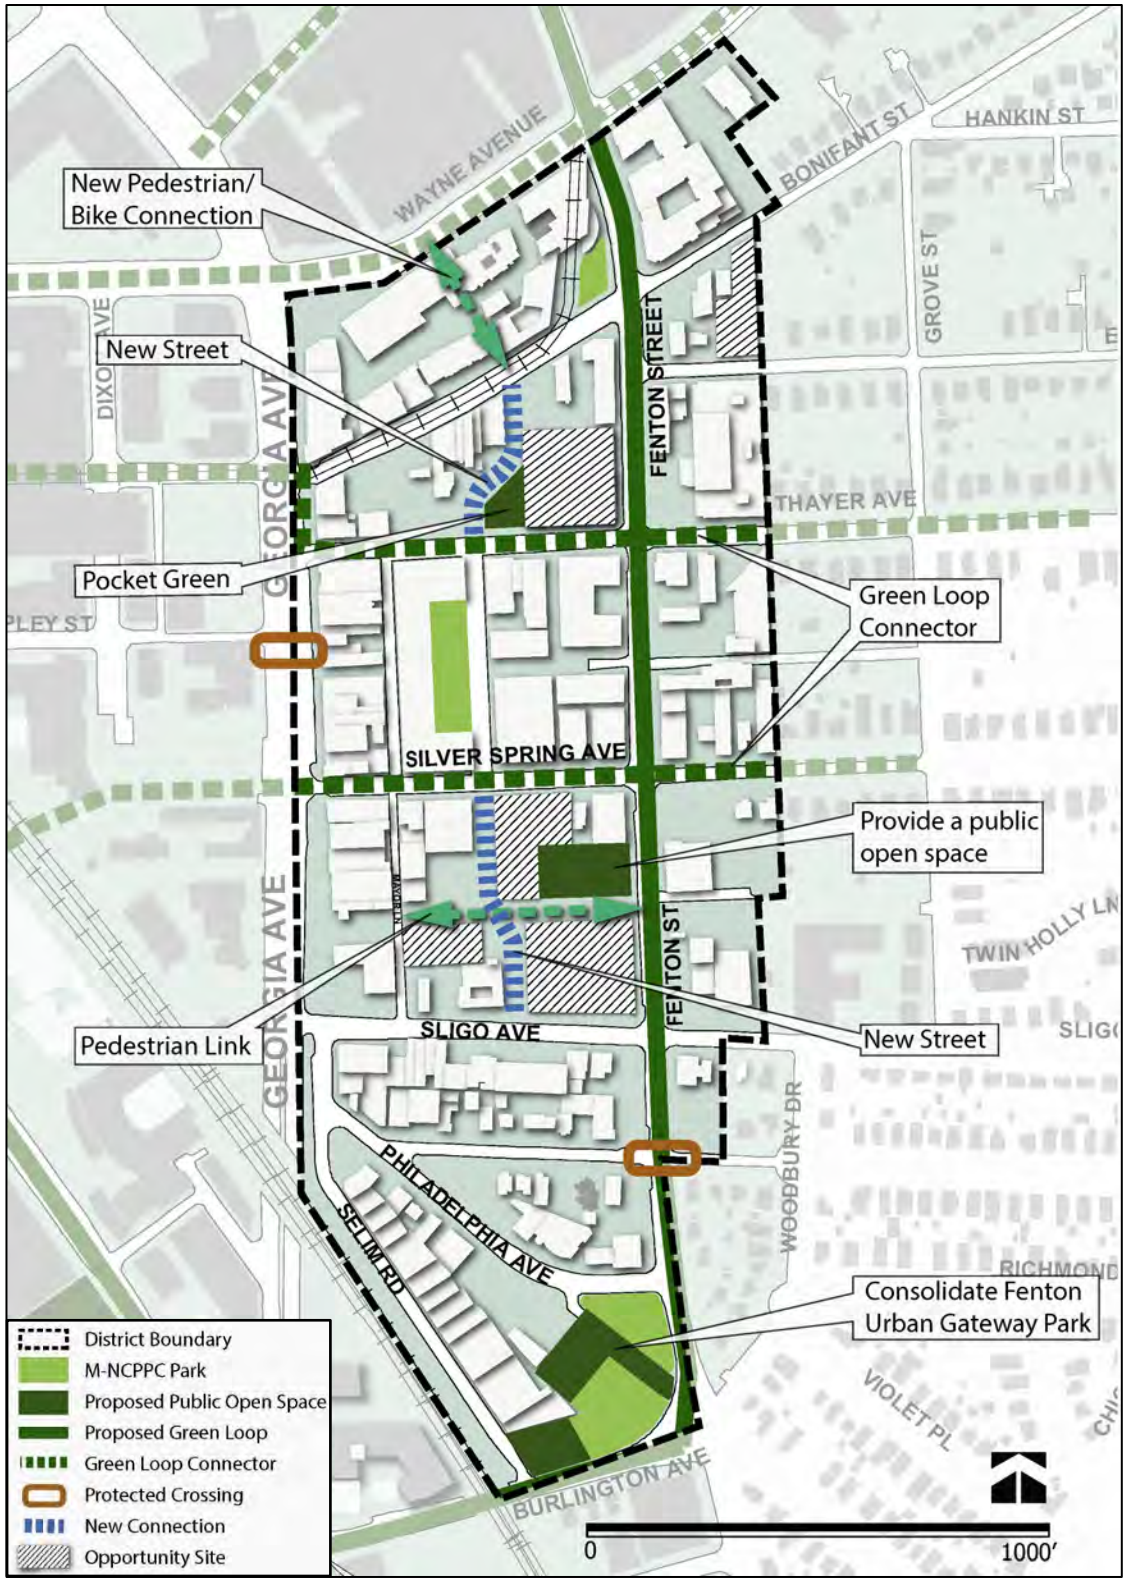 HANKIN ST
BONIFANT ST
WAYNE AVENUE
New Pedestrian/
Bike Connection
GROVE ST
E
DIXON AVE
New Street
GEORGIA AVE
FENTON STREET
THAYER AVE
Pocket Green
Green Loop
Connector
PLEY ST
SILVER SPRING AVE
Provide a public
open space
MAYOR LN
GEORGIA AVE
FENTON ST
TWIN HOLLY LN
Pedestrian Link
SLIGO AVE
New Street
SLIGO
WOODBURY DR
PHILADELPHIA AVE
SELIM RD
RICHMOND
Consolidate Fenton
Urban Gateway Park
VIOLET PL
CHIS
BURLINGTON AVE
District Boundary
M-NCPPC Park
Proposed Public Open Space
Proposed Green Loop
Green Loop Connector
Protected Crossing
New Connection
Opportunity Site
0
1000'